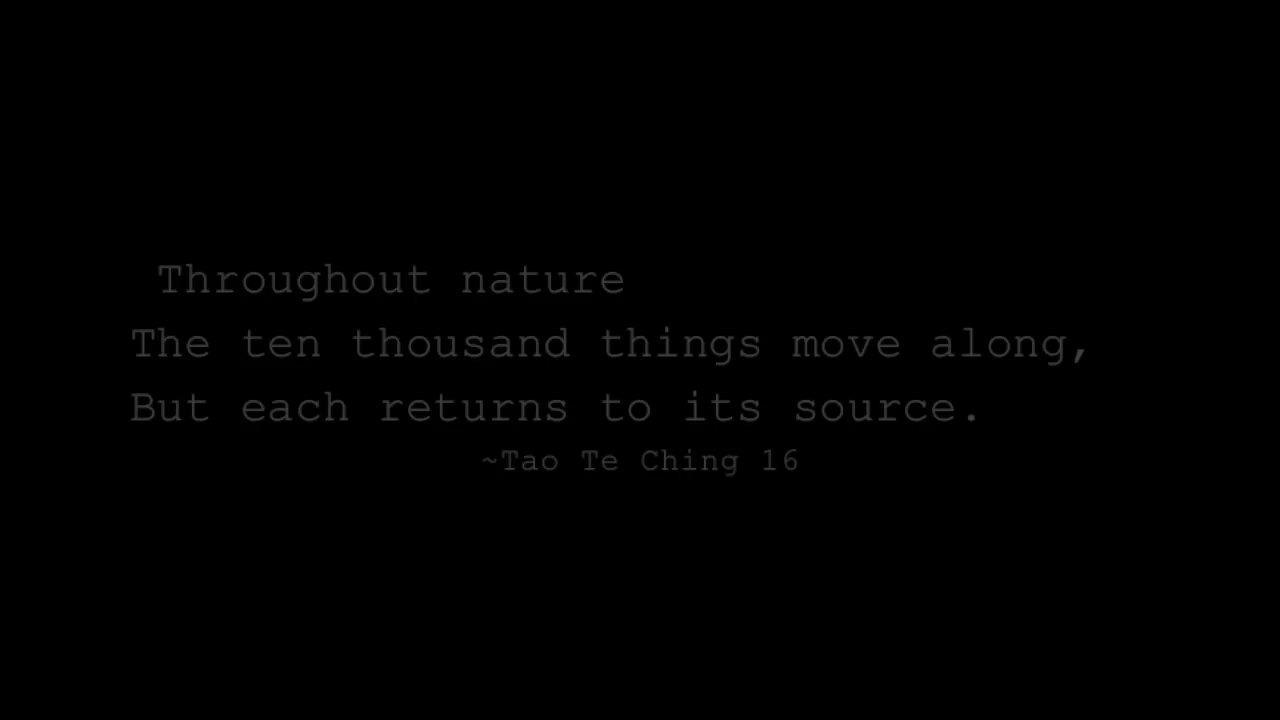 Throughout nature
The ten thousand things move along,
But each returns to its source.
~Tao Te Ching 16